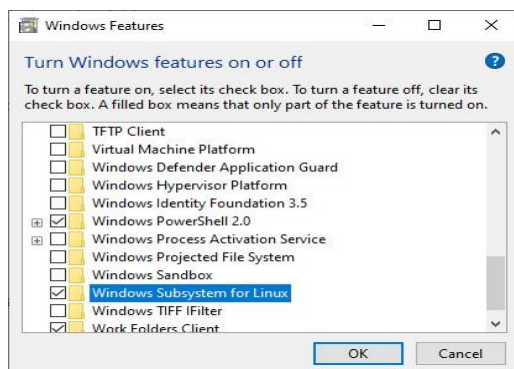 Windows Features
Turn Windows features on or off
?
To turn a feature on, select its check box. To turn a feature off, clear its
check box. A filled box means that only part of the feature is turned on.
TFTP Client
Virtual Machine Platform
Windows Defender Application Guard
Windows Hypervisor Platform
Windows Identity Foundation 3.5
Windows PowerShell 2.0
Windows Process Activation Service
Windows Projected File System
Windows Sandbox
Windows Subsystem for Linux
Windows TIFF IFilter
Work Folders Client
OK
Cancel